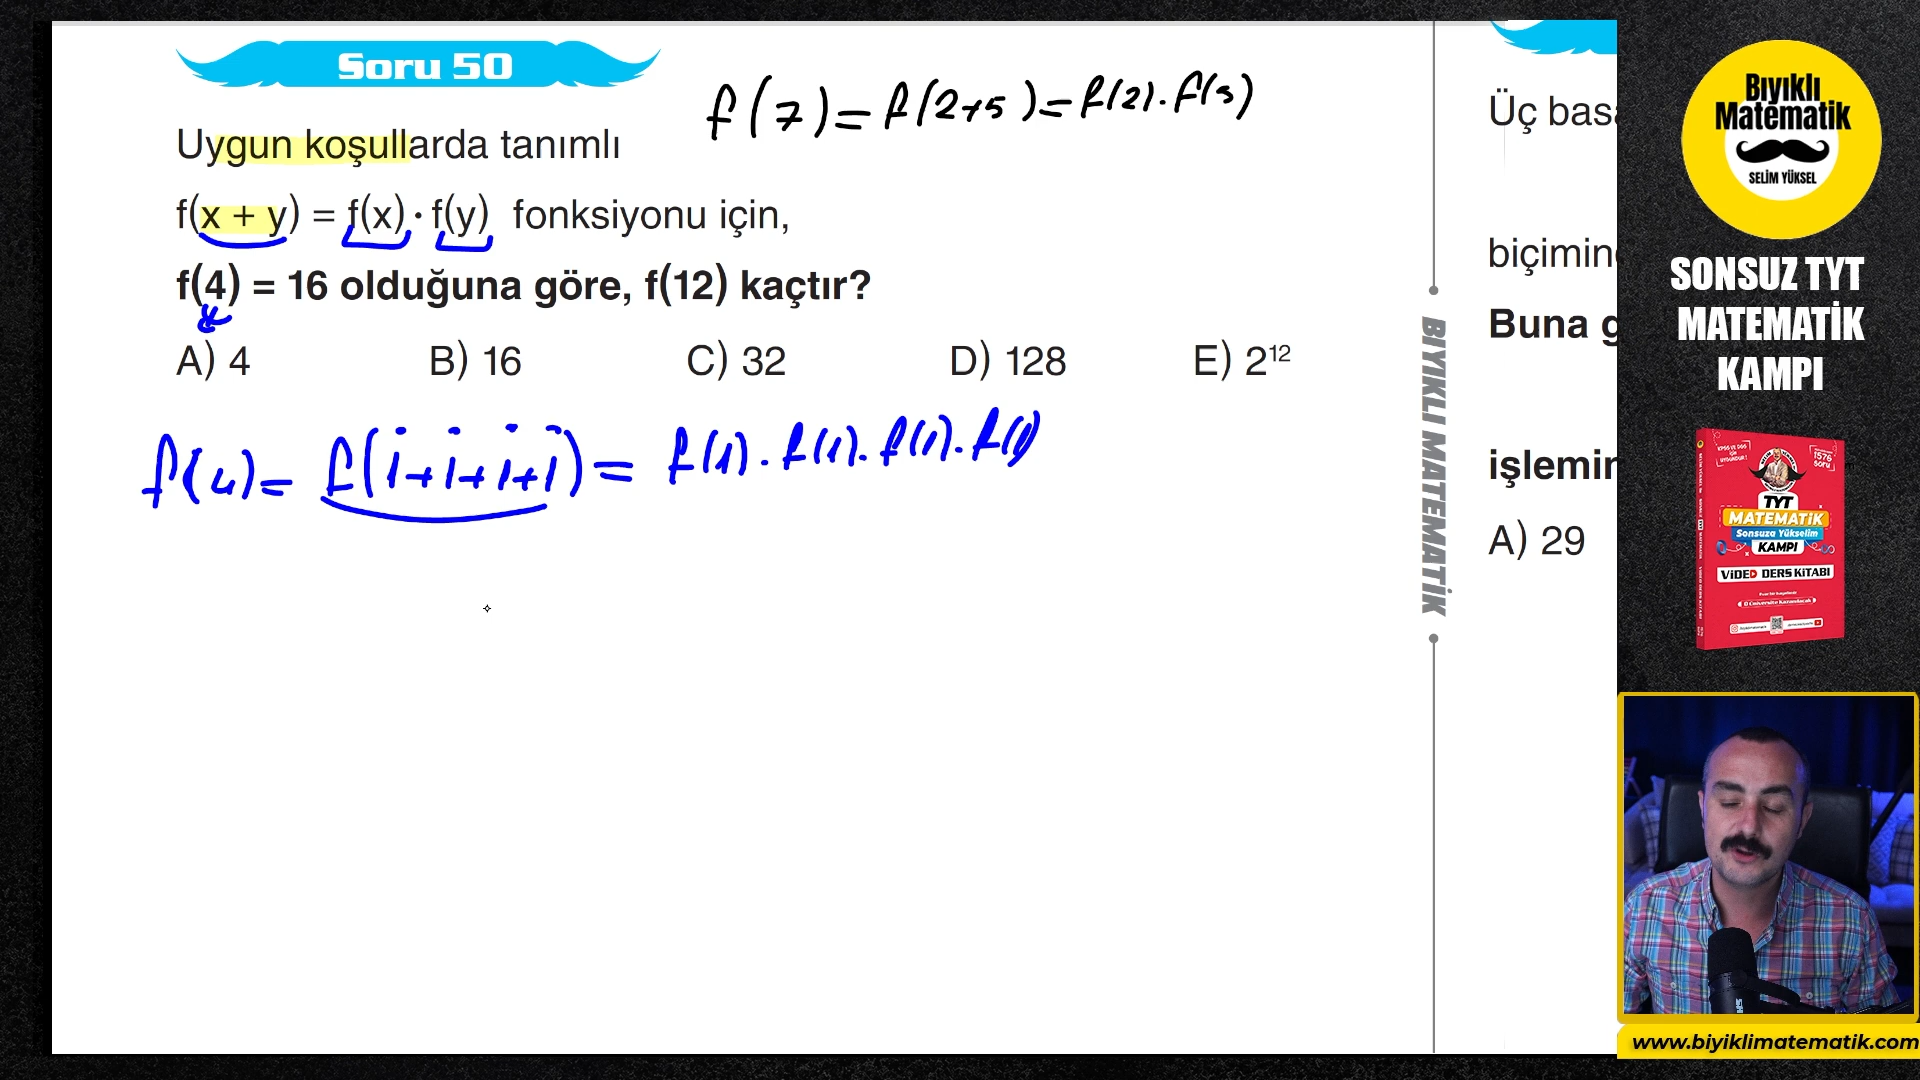 Soru 50
f(7)=f(2+5)=f(2).f(5)
Uygun koşullarda tanımlı
f(x + y) = f(x) · f(y) fonksiyonu için,
f(4) = 16 olduğuna göre, f(12) kaçtır?
A) 4 B) 16 C) 32 D) 128 E) 2¹²
f(4)= f(1+1+1+1) = f(1).f(1).f(1).f(1)
BIYIKLI MATEMATİK
Üç bas
biçimin
Buna g
işlemin
A) 29
Bıyıklı
Matematik
SELİM YÜKSEL
SONSUZ TYT
MATEMATİK
KAMPI
1576
soru
TYT
MATEMATİK
Sonsuza Yükselim
KAMPI
VİDEO DERS KİTABI
www.biyiklimatematik.com